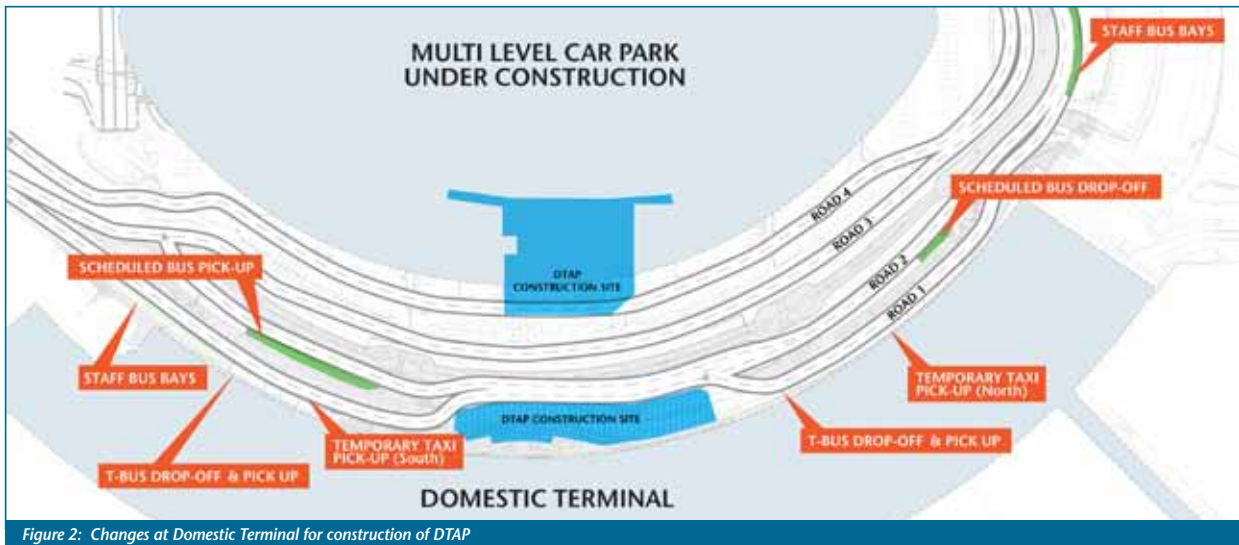 MULTI LEVEL CAR PARK
UNDER CONSTRUCTION
STAFF BUS BAYS
SCHEDULED BUS DROP-OFF
ROAD 4
ROAD 3
ROAD 2
ROAD 1
DTAP
CONSTRUCTION SITE
SCHEDULED BUS PICK-UP
STAFF BUS BAYS
TEMPORARY TAXI
PICK-UP (North)
DTAP CONSTRUCTION SITE
T-BUS DROP-OFF & PICK UP
TEMPORARY TAXI
PICK-UP (South)
T-BUS DROP-OFF & PICK UP
DOMESTIC TERMINAL
Figure 2: Changes at Domestic Terminal for construction of DTAP